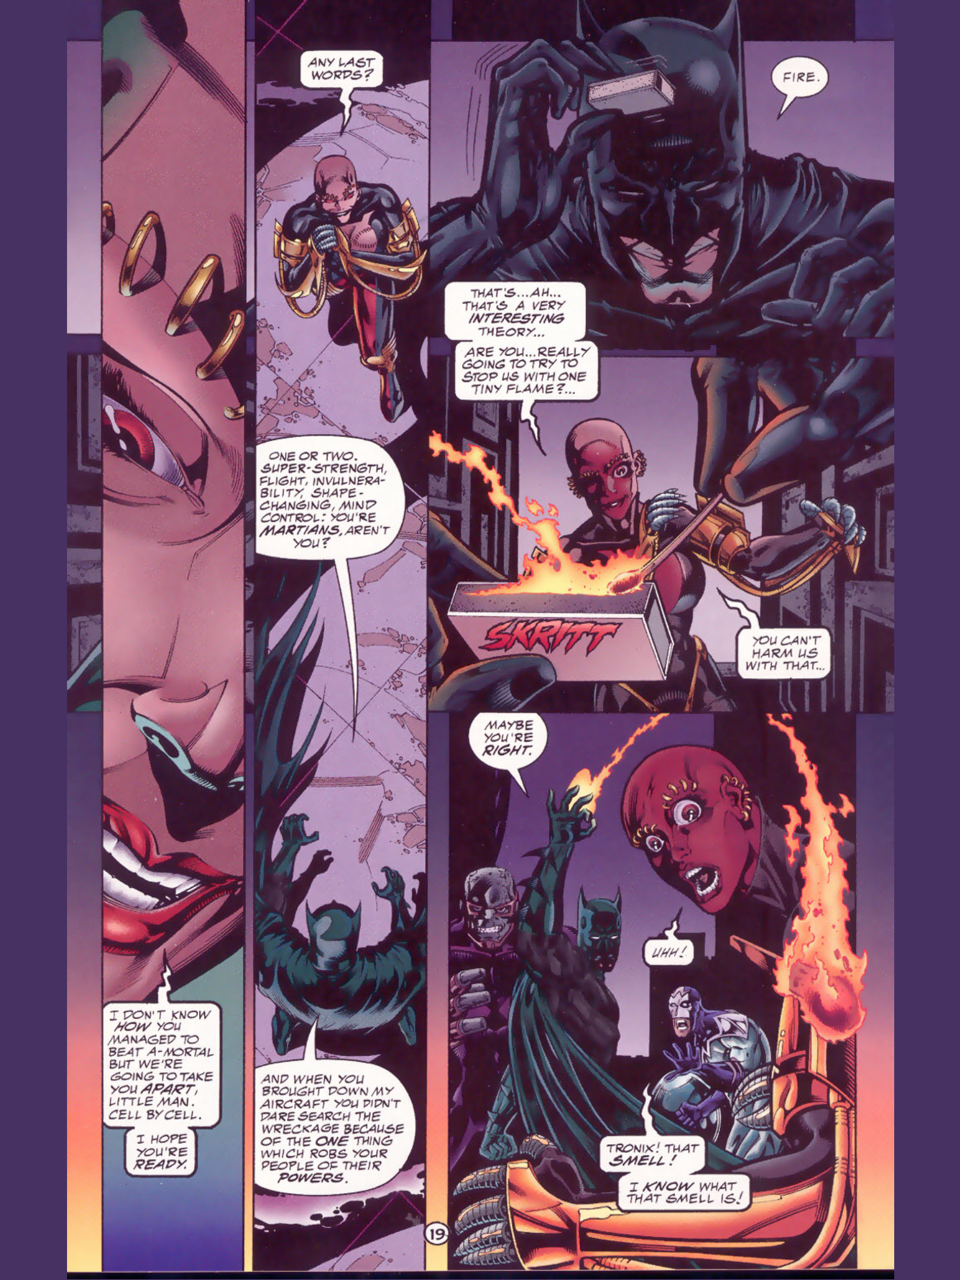 I DON'T KNOW
HOW YOU
MANAGED TO
BEAT A-MORTAL
BUT WE'RE
GOING TO TAKE
YOU APART,
LITTLE MAN.
CELL BY CELL.
I HOPE
YOU'RE
READY.
ANY LAST
WORDS?
ONE OR TWO.
SUPER-STRENGTH,
FLIGHT, INVULNERA-
BILITY, SHAPE-
CHANGING, MIND
CONTROL: YOU'RE
MARTIANS, AREN'T
YOU?
AND WHEN YOU
BROUGHT DOWN MY
AIRCRAFT YOU DIDN'T
DARE SEARCH THE
WRECKAGE BECAUSE
OF THE ONE THING
WHICH ROBS YOUR
PEOPLE OF THEIR
POWERS.
FIRE.
THAT'S...AH...
THAT'S A VERY
INTERESTING
THEORY...
ARE YOU...REALLY
GOING TO TRY TO
STOP US WITH ONE
TINY FLAME?...
SKRITT
YOU CAN'T
HARM US
WITH THAT...
MAYBE
YOU'RE
RIGHT.
UHH!
TRONIX! THAT
SMELL!
I KNOW WHAT
THAT SMELL IS!
19